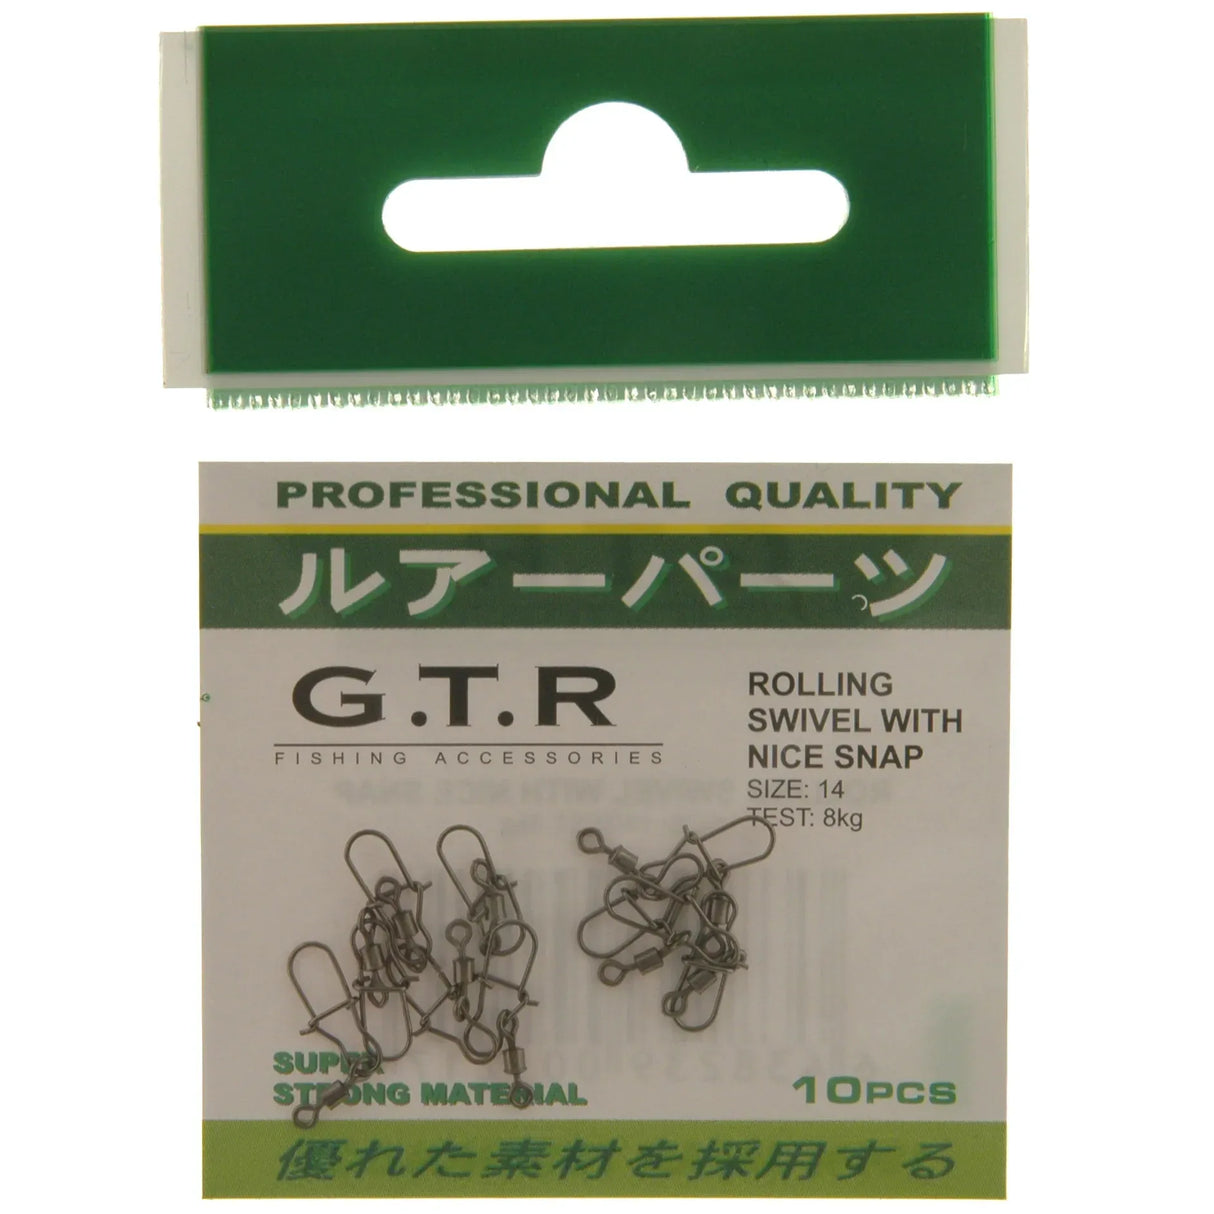 PROFESSIONAL QUALITY
ルアーパーツ
G.T.R
FISHING ACCESSORIES
ROLLING
SWIVEL WITH
NICE SNAP
SIZE: 14
TEST: 8kg
SUPER
STRONG MATERIAL
10PCS
優れた素材を採用する